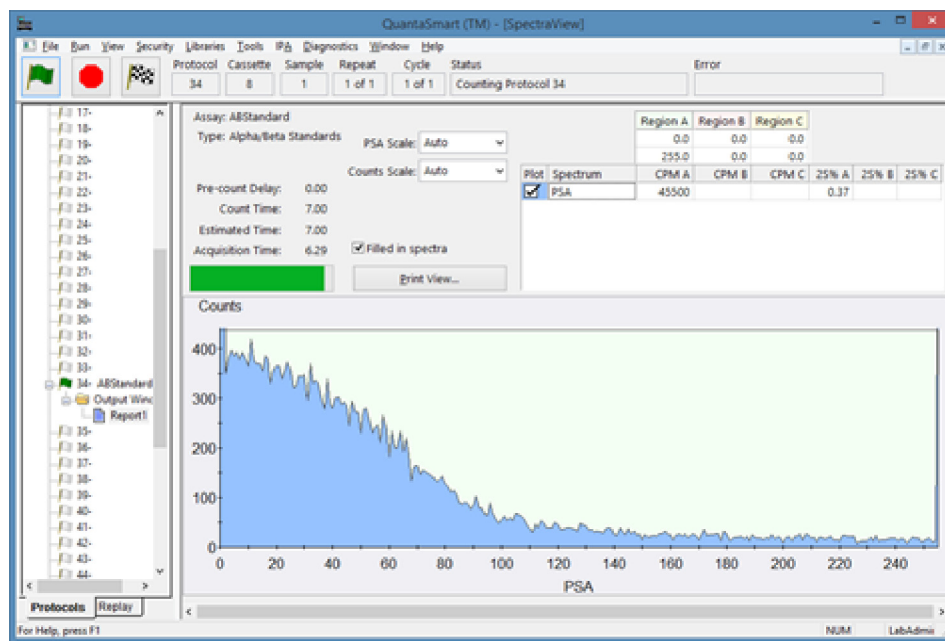 QuantaSmart (TM) - [SpectraView]
File Run View Security Libraries Tools IPA Diagnostics Window Help
Protocol Cassette Sample Repeat Cycle Status Error
34 8 1 1 of 1 1 of 1 Counting Protocol 34
17-
18-
19-
20-
21-
22-
23-
24-
25-
26-
27-
28-
29-
30-
31-
32-
33-
34- ABStandard
Output Winc
Report1
35-
36-
37-
38-
39-
40-
41-
42-
43-
44-
Protocols Replay
Assay: ABStandard
Type: Alpha/Beta Standards
PSA Scale: Auto
Counts Scale: Auto
Pre-count Delay: 0.00
Count Time: 7.00
Estimated Time: 7.00
Acquisition Time: 6.29
Filled in spectra
Print View...
Region A Region B Region C
0.0 0.0 0.0
255.0 0.0 0.0
Plot Spectrum CPM A CPM B CPM C 2S% A 2S% B 2S% C
PSA 45500 0.37
Counts
400
300
200
100
0
0 20 40 60 80 100 120 140 160 180 200 220 240
PSA
For Help, press F1 NUM LabAdmin